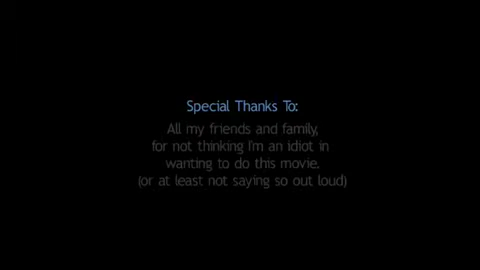 Special Thanks To:
All my friends and family,
for not thinking I'm an idiot in
wanting to do this movie.
(or at least not saying so out loud)